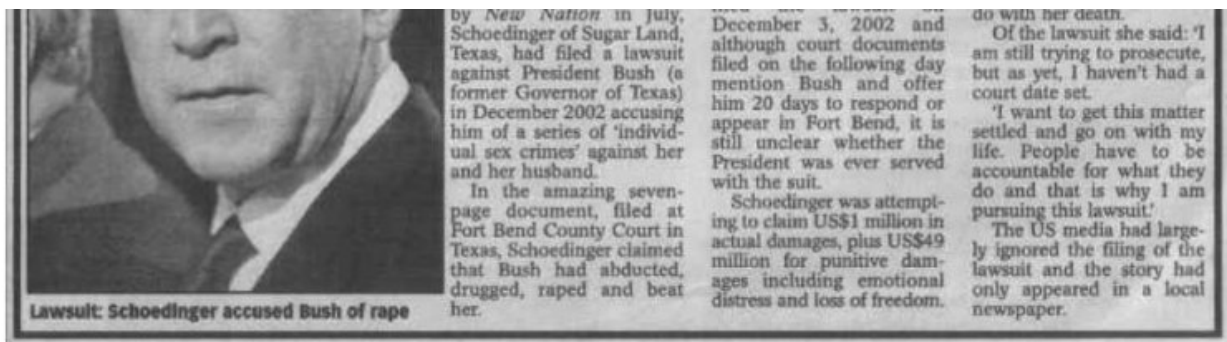 by New Nation in July,
Schoedinger of Sugar Land,
Texas, had filed a lawsuit
against President Bush (a
former Governor of Texas)
in December 2002 accusing
him of a series of 'individ-
ual sex crimes' against her
and her husband.
In the amazing seven-
page document, filed at
Fort Bend County Court in
Texas, Schoedinger claimed
that Bush had abducted,
drugged, raped and beat
her.
December 3, 2002 and
although court documents
filed on the following day
mention Bush and offer
him 20 days to respond or
appear in Fort Bend, it is
still unclear whether the
President was ever served
with the suit.
Schoedinger was attempt-
ing to claim US$1 million in
actual damages, plus US$49
million for punitive dam-
ages including emotional
distress and loss of freedom.
do with her death.
Of the lawsuit she said: 'I
am still trying to prosecute,
but as yet, I haven't had a
court date set.
'I want to get this matter
settled and go on with my
life. People have to be
accountable for what they
do and that is why I am
pursuing this lawsuit.'
The US media had large-
ly ignored the filing of the
lawsuit and the story had
only appeared in a local
newspaper.
Lawsuit: Schoedinger accused Bush of rape